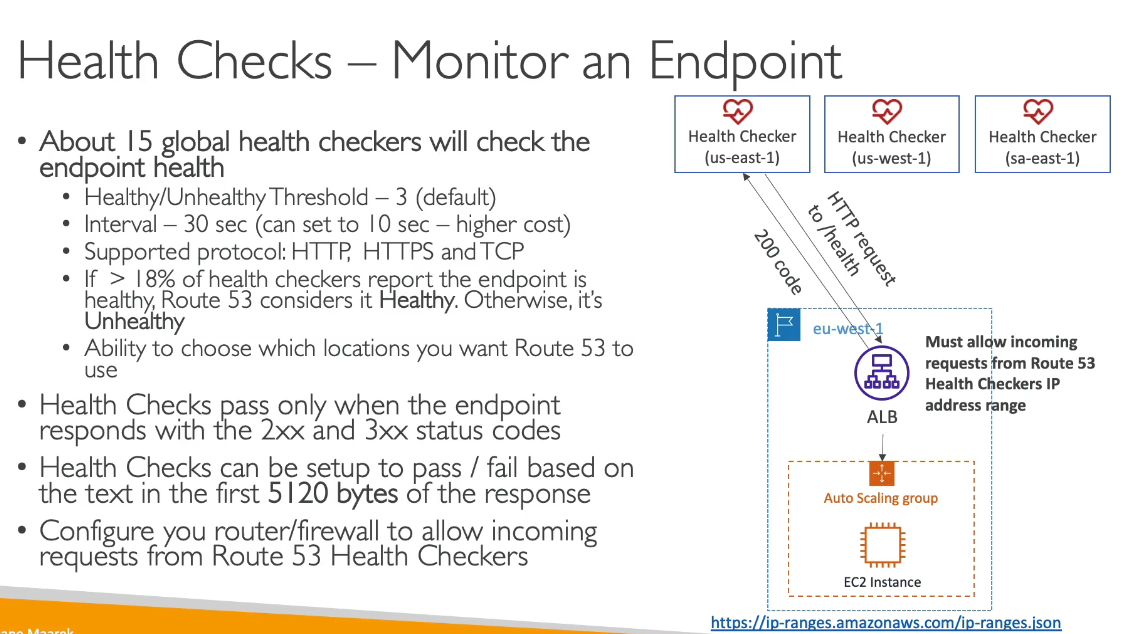 Health Checks – Monitor an Endpoint
• About 15 global health checkers will check the
endpoint health
• Healthy/Unhealthy Threshold – 3 (default)
• Interval – 30 sec (can set to 10 sec – higher cost)
• Supported protocol: HTTP, HTTPS and TCP
• If > 18% of health checkers report the endpoint is
healthy, Route 53 considers it Healthy. Otherwise, it's
Unhealthy
• Ability to choose which locations you want Route 53 to
use
• Health Checks pass only when the endpoint
responds with the 2xx and 3xx status codes
• Health Checks can be setup to pass / fail based on
the text in the first 5120 bytes of the response
• Configure you router/firewall to allow incoming
requests from Route 53 Health Checkers
Health Checker
(us-east-1)
Health Checker
(us-west-1)
Health Checker
(sa-east-1)
HTTP request
to /health
200 code
eu-west-1
Must allow incoming
requests from Route 53
Health Checkers IP
address range
ALB
Auto Scaling group
EC2 Instance
https://ip-ranges.amazonaws.com/ip-ranges.json